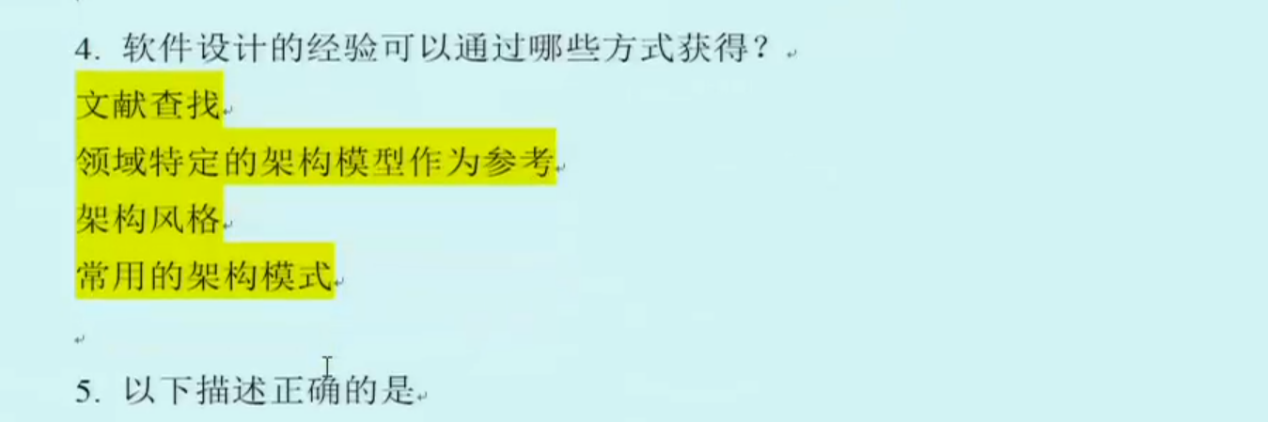 4. 软件设计的经验可以通过哪些方式获得？
文献查找
领域特定的架构模型作为参考
架构风格
常用的架构模式
5. 以下描述正确的是